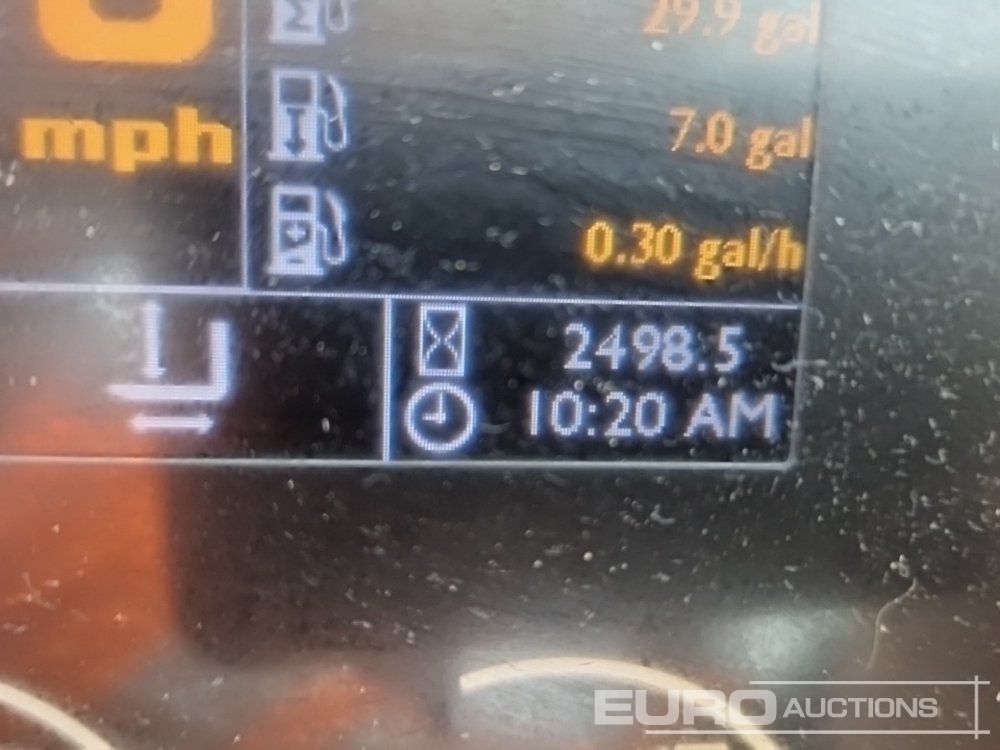 29.9 gal
mph
7.0 gal
0.30 gal/h
2498.5
10:20 AM
EURO AUCTIONS